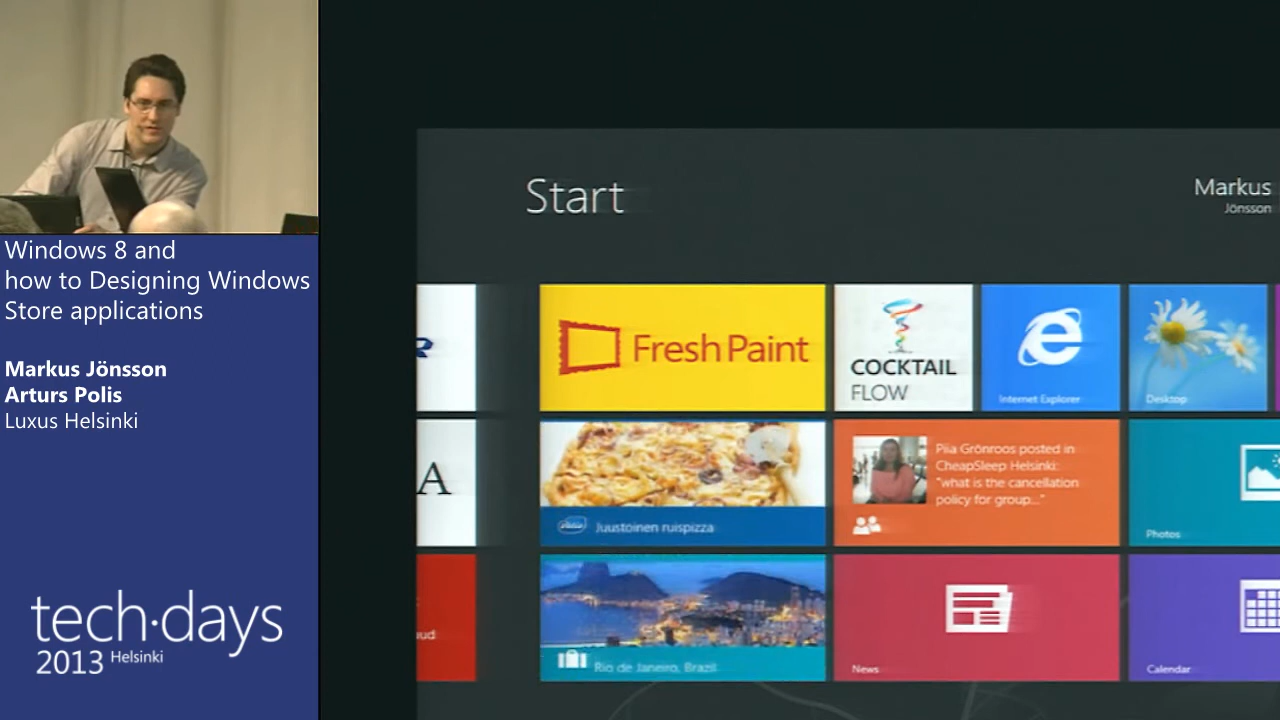 Windows 8 and
how to Designing Windows
Store applications
Markus Jönsson
Arturs Polis
Luxus Helsinki
tech·days
2013 Helsinki
Start
Markus
Jönsson
Fresh Paint
COCKTAIL
FLOW
Internet Explorer
Desktop
A
Juustoinen ruispizza
Piia Grönroos posted in
CheapSleep Helsinki:
"what is the cancellation
policy for group..."
Photos
Rio de Janeiro, Brazil
News
Calendar